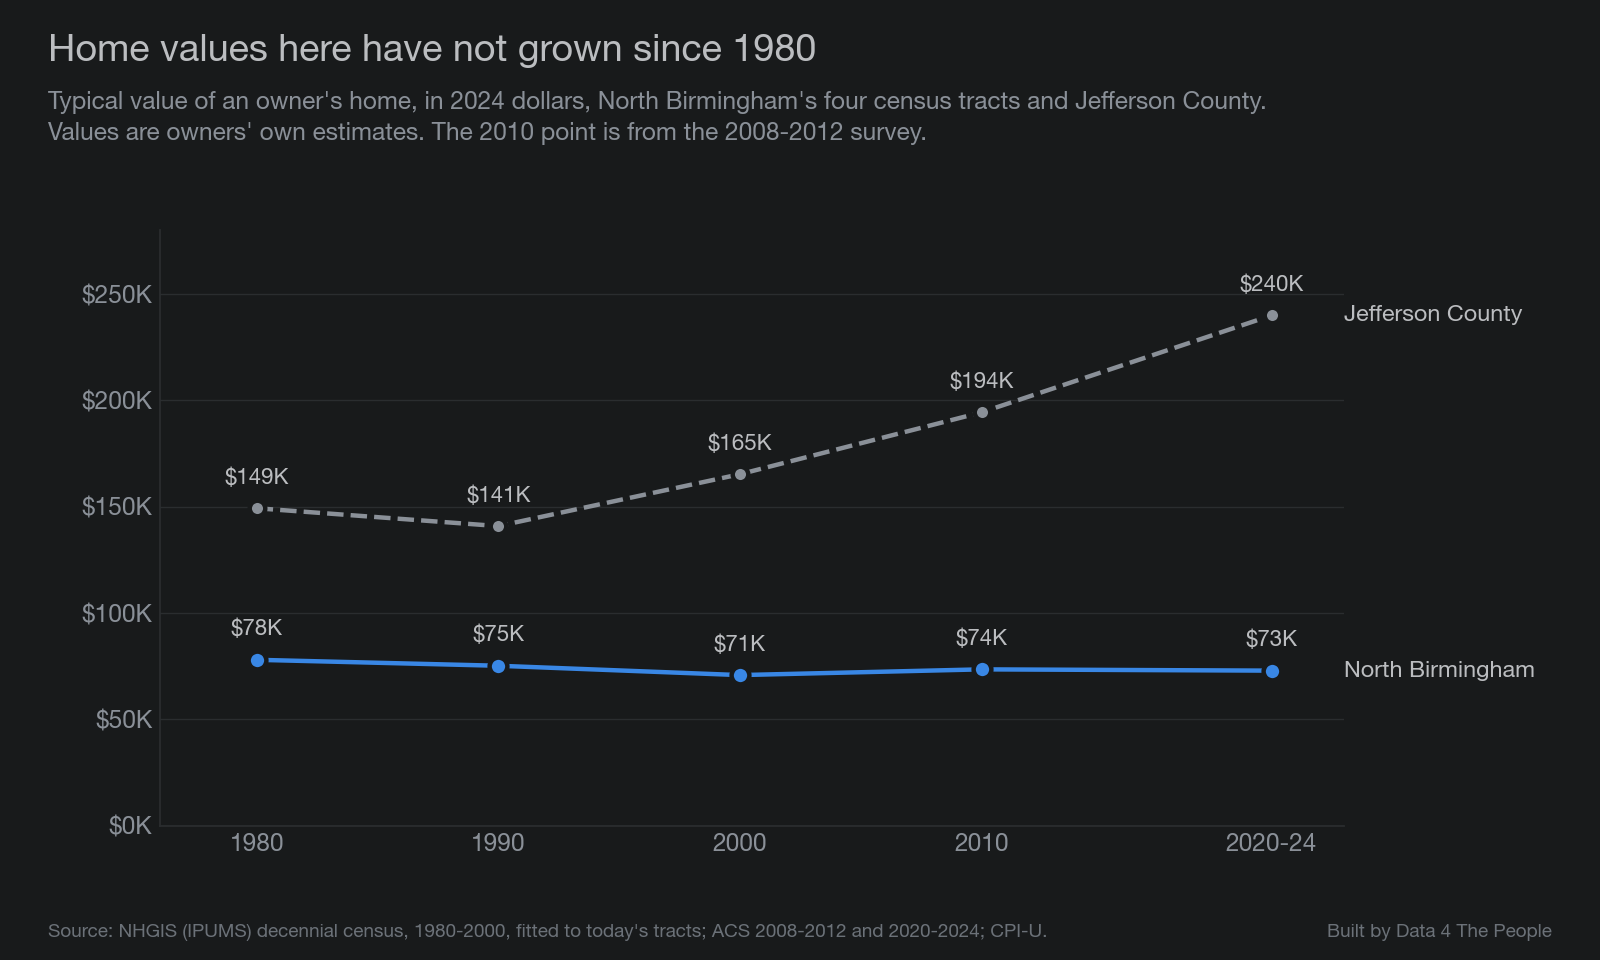 Home values here have not grown since 1980
Typical value of an owner's home, in 2024 dollars, North Birmingham's four census tracts and Jefferson County.
Values are owners' own estimates. The 2010 point is from the 2008-2012 survey.
$250K
$200K
$150K
$100K
$50K
$0K
$149K
$141K
$165K
$194K
$240K
Jefferson County
$78K
$75K
$71K
$74K
$73K
North Birmingham
1980
1990
2000
2010
2020-24
Source: NHGIS (IPUMS) decennial census, 1980-2000, fitted to today's tracts; ACS 2008-2012 and 2020-2024; CPI-U.
Built by Data 4 The People